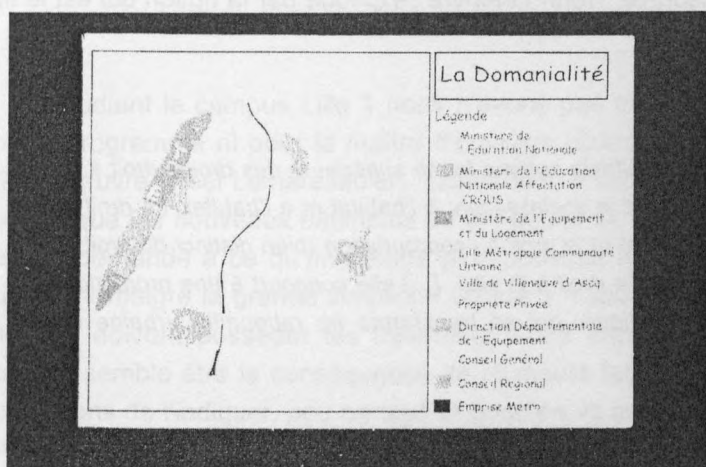 La Domanialité
Légende
Ministère de
l'Education Nationale
Ministère de l'Education
Nationale Affectation
CROUS
Ministère de l'Equipement
et du Logement
Lille Métropole Communauté
Urbaine
Ville de Villeneuve d'Ascq
Propriété Privée
Direction Départementale
de l'Equipement
Conseil Général
Conseil Régional
Emprise Metro